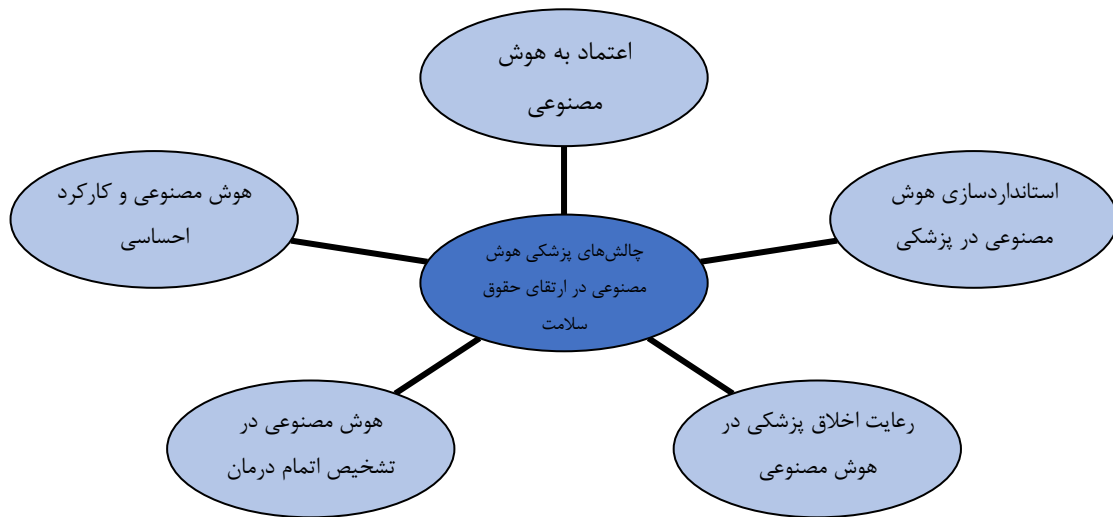 اعتماد به هوش
مصنوعی
استانداردسازی هوش
مصنوعی در پزشکی
هوش مصنوعی و کارکرد
احساسی
چالش‌های پزشکی هوش
مصنوعی در ارتقای حقوق
سلامت
رعایت اخلاق پزشکی در
هوش مصنوعی
هوش مصنوعی در
تشخیص اتمام درمان